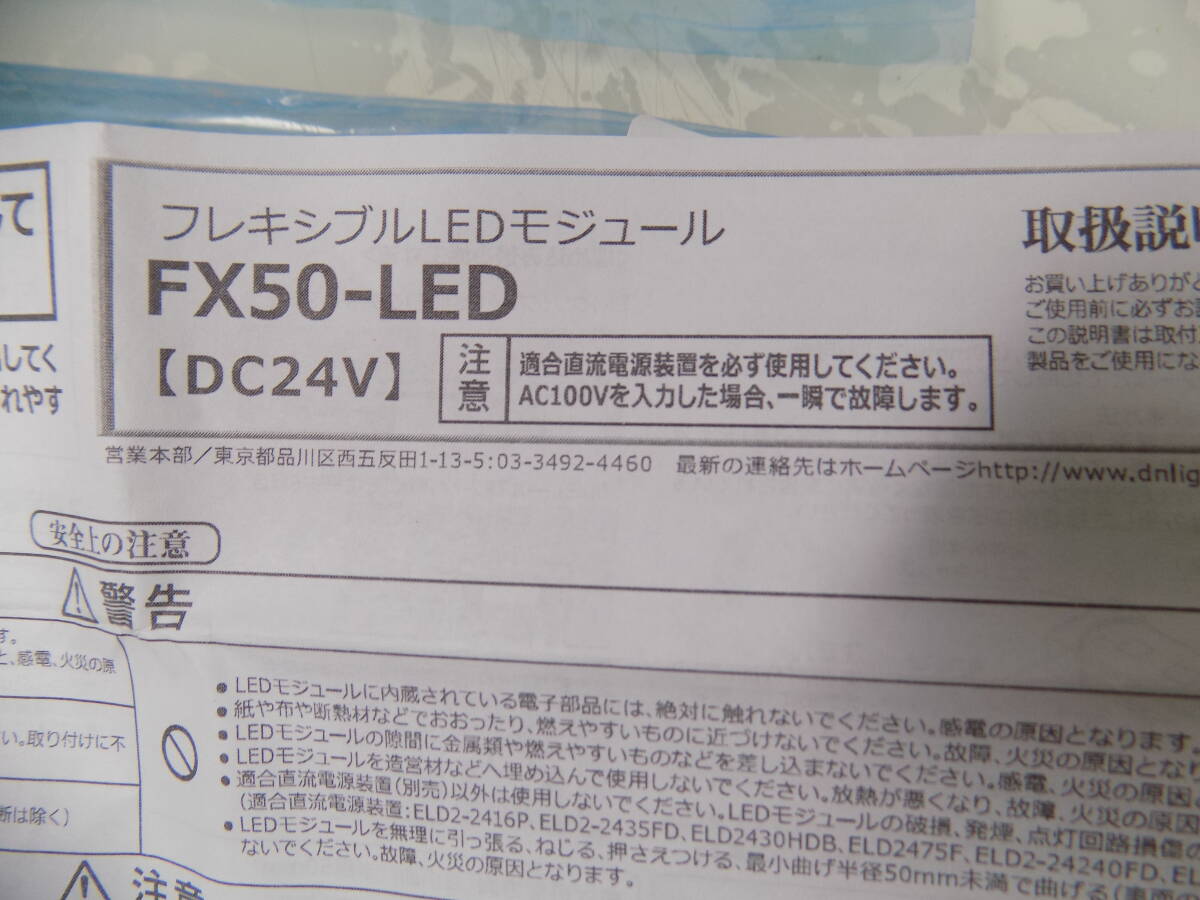 って
してく
れやす
フレキシブルLEDモジュール
FX50-LED
【DC24V】
注意
適合直流電源装置を必ず使用してください。
AC100Vを入力した場合、一瞬で故障します。
取扱説明
お買い上げありがと
ご使用前に必ずお読
この説明書は取付
製品をご使用にな
営業本部／東京都品川区西五反田1-13-5:03-3492-4460 最新の連絡先はホームページhttp://www.dnlig
安全上の注意
警告
す。
と、感電、火災の原
い。取り付けに不
断は除く）
●LEDモジュールに内蔵されている電子部品には、絶対に触れないでください。感電の原因となります。
●紙や布や断熱材などでおおったり、燃えやすいものに近づけないでください。故障、火災の原因となり
●LEDモジュールの隙間に金属類や燃えやすいものなどを差し込まないでください。感電、火災の原因
●LEDモジュールを造営材などへ埋め込んで使用しないでください。放熱が悪くなり、故障、火災の原因
●適合直流電源装置（別売）以外は使用しないでください。LEDモジュールの破損、発煙、点灯回路損傷の
（適合直流電源装置：ELD2-2416P、ELD2-2435FD、ELD2430HDB、ELD2475F、ELD2-24240FD、EL
●LEDモジュールを無理に引っ張る、ねじる、押さえつける、最小曲げ半径50mm未満で曲げる（裏面の
ないでください。故障、火災の原因となります。
注意